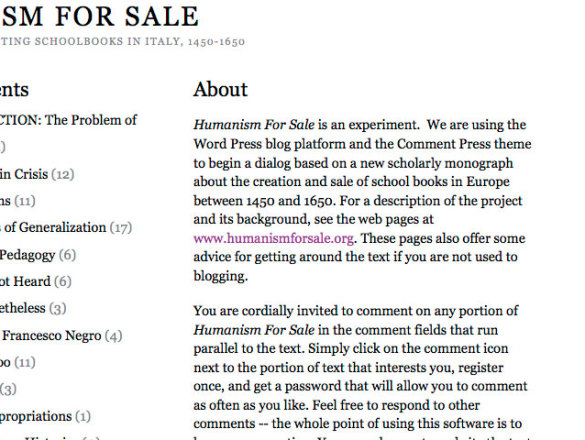 SM FOR SALE
TING SCHOOLBOOKS IN ITALY, 1450-1650
ents
CTION: The Problem of
)
in Crisis (12)
ns (11)
s of Generalization (17)
Pedagogy (6)
ot Heard (6)
etheless (3)
Francesco Negro (4)
oo (11)
(3)
propriations (1)
About
Humanism For Sale is an experiment. We are using the
Word Press blog platform and the Comment Press theme
to begin a dialog based on a new scholarly monograph
about the creation and sale of school books in Europe
between 1450 and 1650. For a description of the project
and its background, see the web pages at
www.humanismforsale.org. These pages also offer some
advice for getting around the text if you are not used to
blogging.
You are cordially invited to comment on any portion of
Humanism For Sale in the comment fields that run
parallel to the text. Simply click on the comment icon
next to the portion of text that interests you, register
once, and get a password that will allow you to comment
as often as you like. Feel free to respond to other
comments -- the whole point of using this software is to